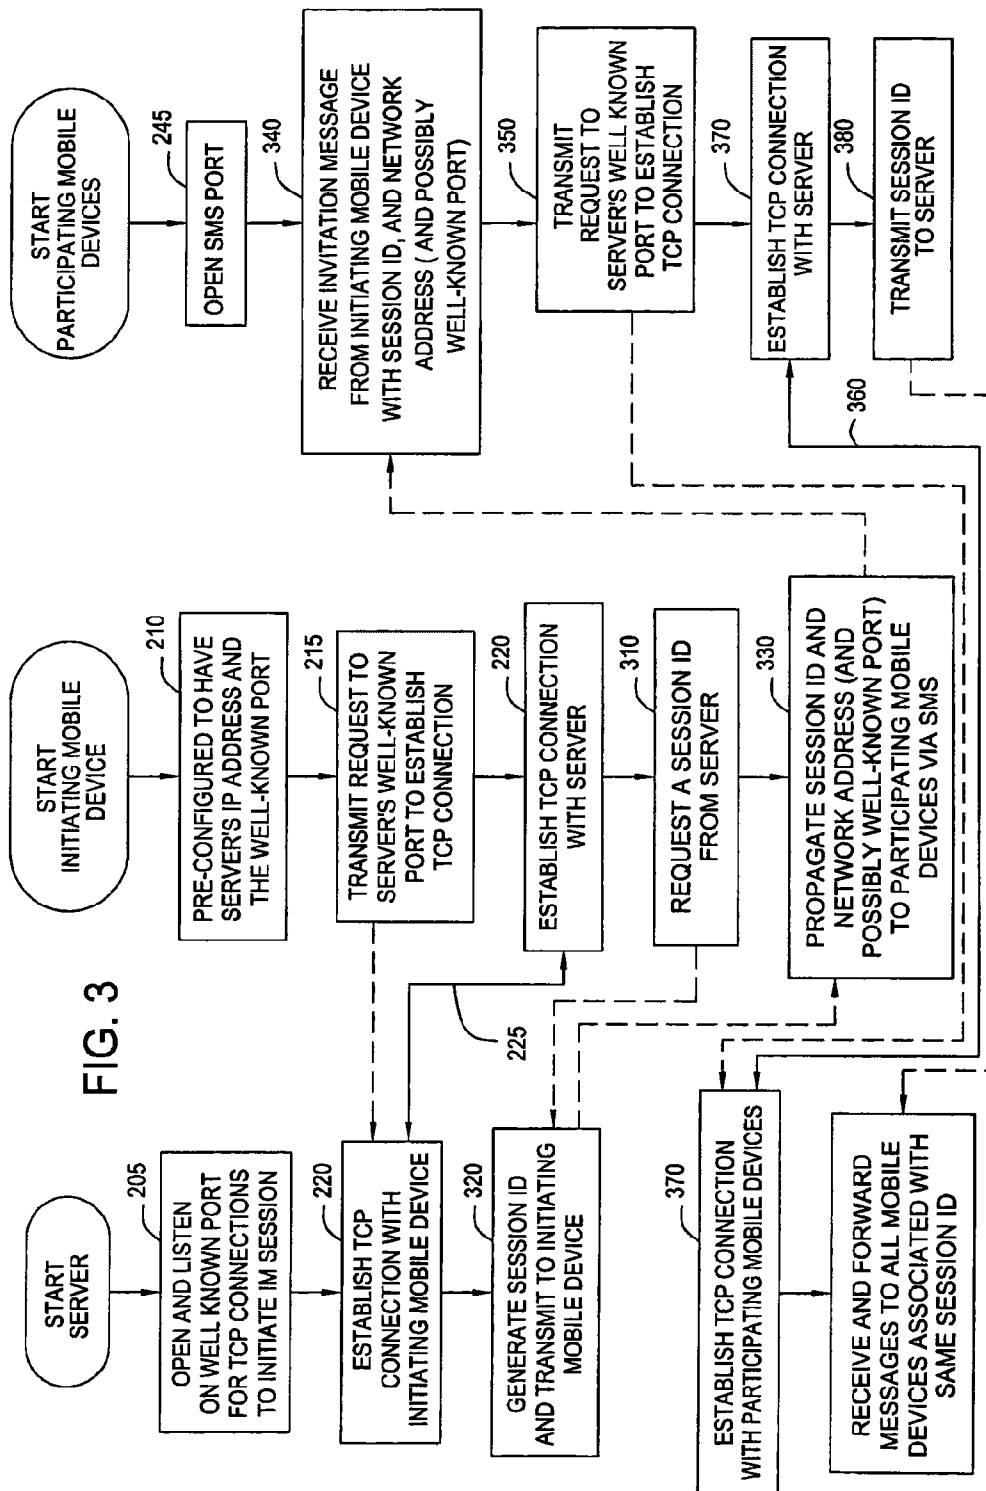 FIG. 3
START
SERVER
205
OPEN AND LISTEN
ON WELL KNOWN PORT
FOR TCP CONNECTIONS
TO INITIATE IM SESSION
220
ESTABLISH TCP
CONNECTION WITH
INITIATING MOBILE DEVICE
320
GENERATE SESSION ID
AND TRANSMIT TO INITIATING
MOBILE DEVICE
370
ESTABLISH TCP CONNECTION
WITH PARTICIPATING MOBILE DEVICES
RECEIVE AND FORWARD
MESSAGES TO ALL MOBILE
DEVICES ASSOCIATED WITH
SAME SESSION ID
START
INITIATING MOBILE
DEVICE
210
PRE-CONFIGURED TO HAVE
SERVER'S IP ADDRESS AND
THE WELL-KNOWN PORT
215
TRANSMIT REQUEST TO
SERVER'S WELL-KNOWN
PORT TO ESTABLISH
TCP CONNECTION
220
ESTABLISH TCP CONNECTION
WITH SERVER
225
310
REQUEST A SESSION ID
FROM SERVER
330
PROPAGATE SESSION ID AND
NETWORK ADDRESS (AND
POSSIBLY WELL-KNOWN PORT)
TO PARTICIPATING MOBILE
DEVICES VIA SMS
START
PARTICIPATING MOBILE
DEVICES
245
OPEN SMS PORT
340
RECEIVE INVITATION MESSAGE
FROM INITIATING MOBILE DEVICE
WITH SESSION ID, AND NETWORK
ADDRESS ( AND POSSIBLY
WELL-KNOWN PORT)
350
TRANSMIT
REQUEST TO
SERVER'S WELL KNOWN
PORT TO ESTABLISH
TCP CONNECTION
370
ESTABLISH TCP CONNECTION
WITH SERVER
360
380
TRANSMIT SESSION ID
TO SERVER